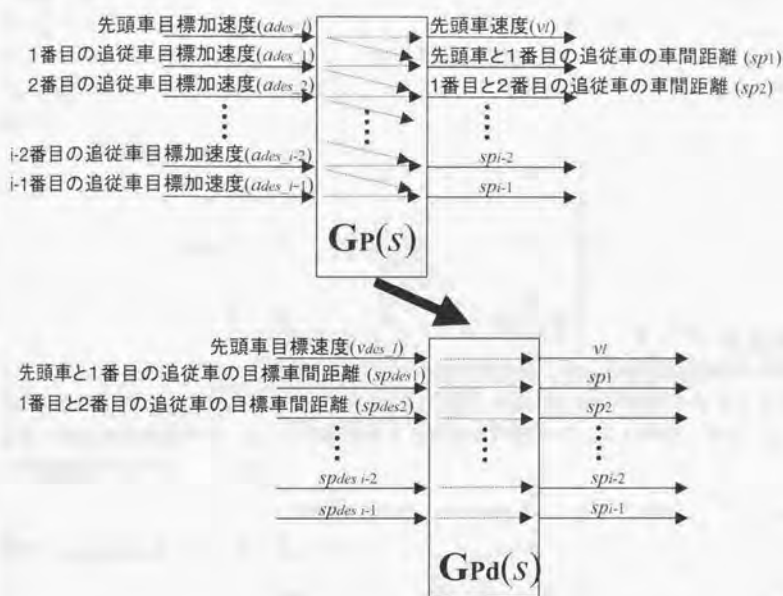 先頭車目標加速度(ades_l)
先頭車速度(vl)
1番目の追従車目標加速度(ades_1)
先頭車と1番目の追従車の車間距離 (sp1)
2番目の追従車目標加速度(ades_2)
1番目と2番目の追従車の車間距離 (sp2)
i-2番目の追従車目標加速度(ades_i-2)
spi-2
i-1番目の追従車目標加速度(ades_i-1)
spi-1
GP(s)
先頭車目標速度(vdes_l)
vl
先頭車と1番目の追従車の目標車間距離 (spdes1)
sp1
1番目と2番目の追従車の目標車間距離 (spdes2)
sp2
spdes i-2
spi-2
spdes i-1
spi-1
GPd(s)